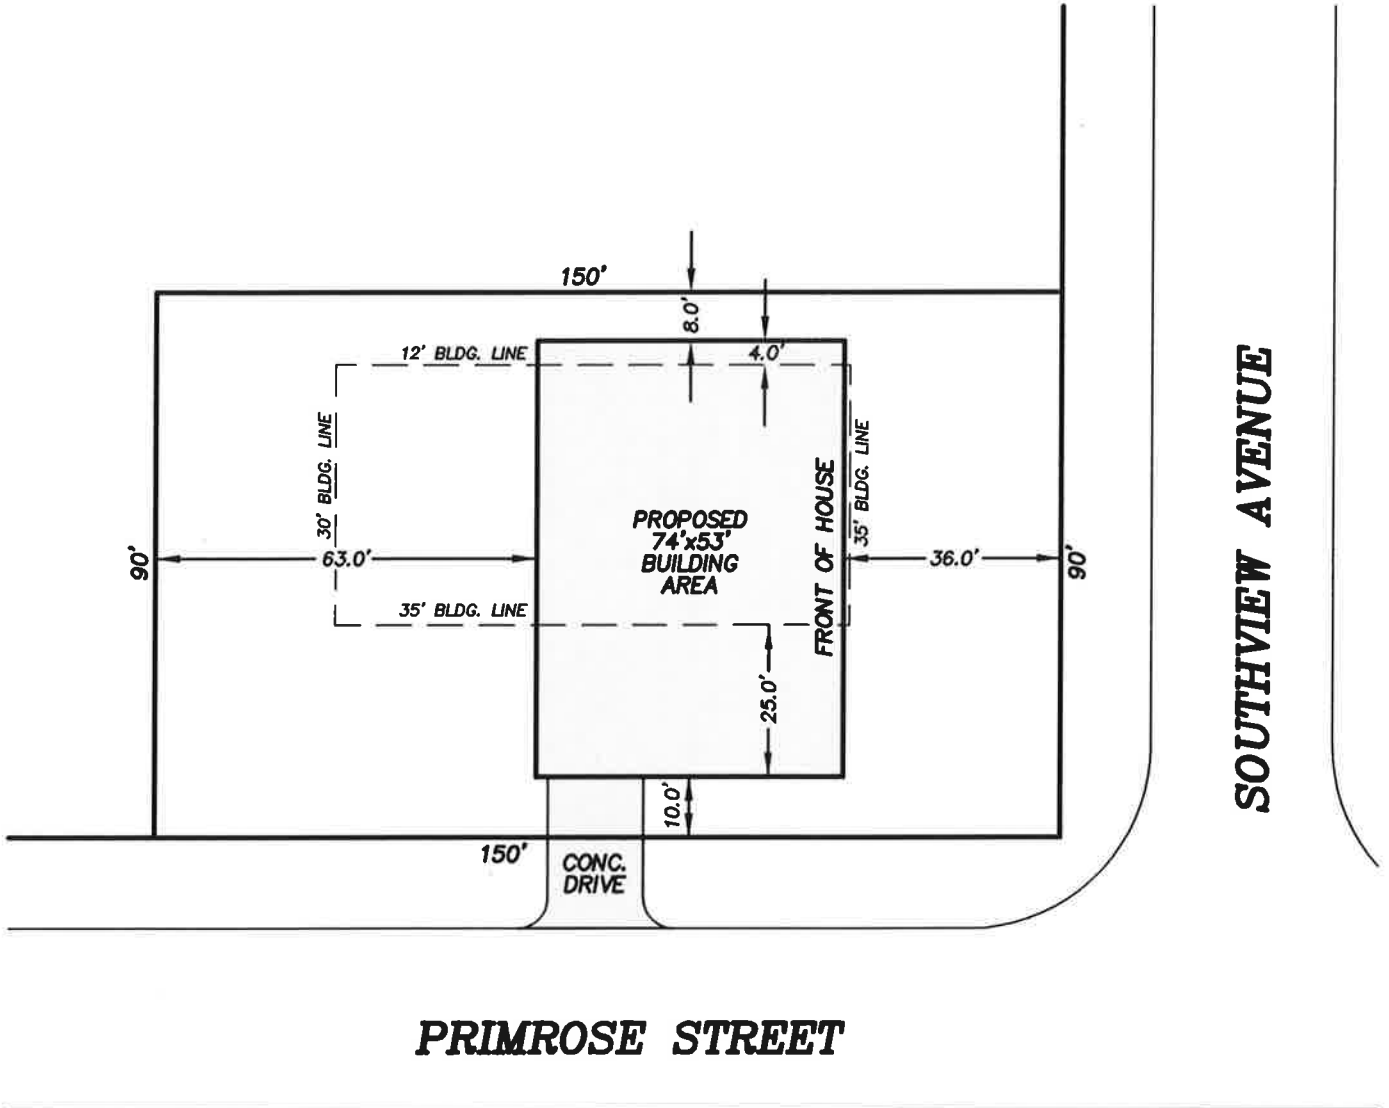 150'
8.0'
4.0'
12' BLDG. LINE
30' BLDG. LINE
35' BLDG. LINE
FRONT OF HOUSE
PROPOSED
74'x53'
BUILDING
AREA
90'
63.0'
36.0'
90'
35' BLDG. LINE
25.0'
10.0'
150'
CONC.
DRIVE
SOUTHVIEW AVENUE
PRIMROSE STREET